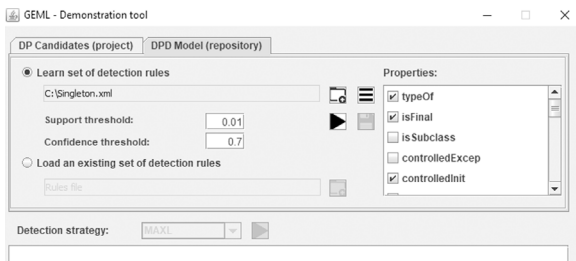 GEML - Demonstration tool
DP Candidates (project) DPD Model (repository)
Learn set of detection rules
Properties:
C:\Singleton.xml
typeOf
Support threshold: 0.01
isFinal
isSubclass
Confidence threshold: 0.7
controlledExcep
Load an existing set of detection rules
controlledInit
Rules file
Detection strategy: MAXL